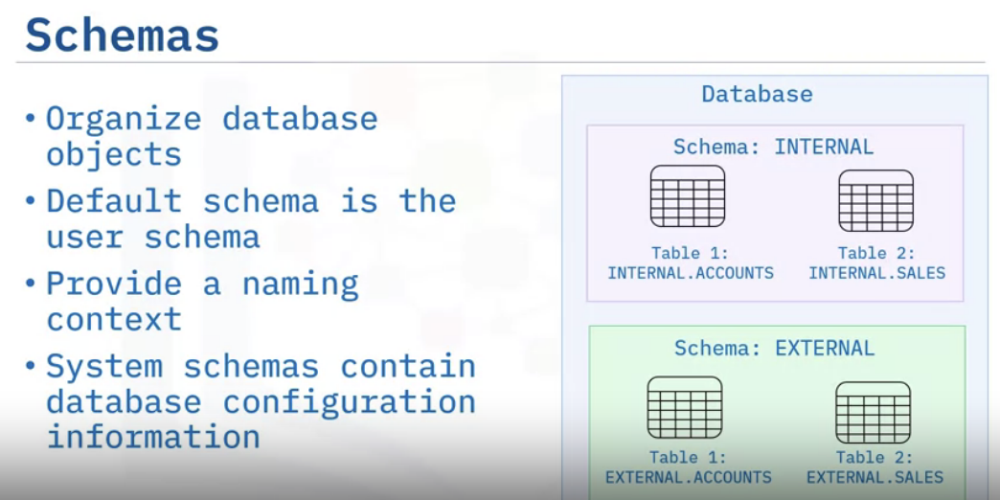 Schemas
• Organize database
objects
• Default schema is the
user schema
• Provide a naming
context
• System schemas contain
database configuration
information
Database
Schema: INTERNAL
Table 1:
INTERNAL.ACCOUNTS
Table 2:
INTERNAL.SALES
Schema: EXTERNAL
Table 1:
EXTERNAL.ACCOUNTS
Table 2:
EXTERNAL.SALES